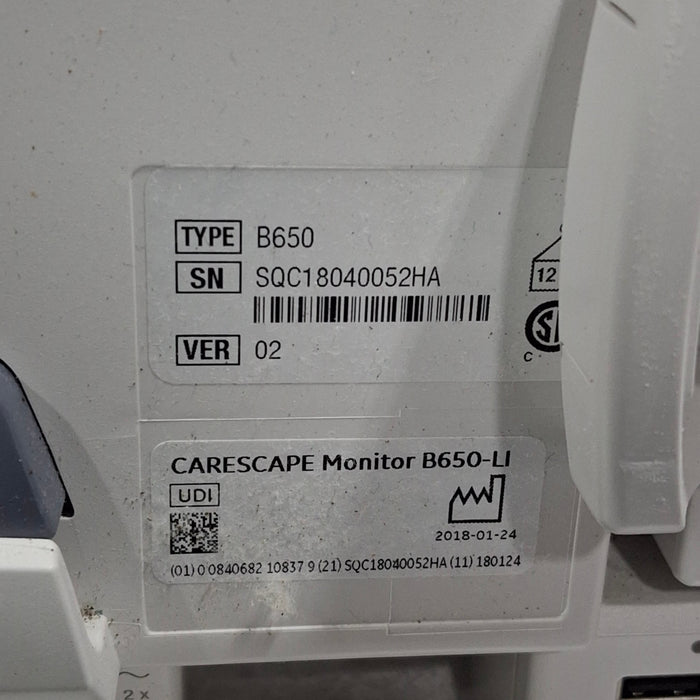 TYPE B650
SN SQC18040052HA
VER 02
12
C
CARESCAPE Monitor B650-LI
UDI
2018-01-24
(01) 0 0840682 10837 9 (21) SQC18040052HA (11) 180124
2 x